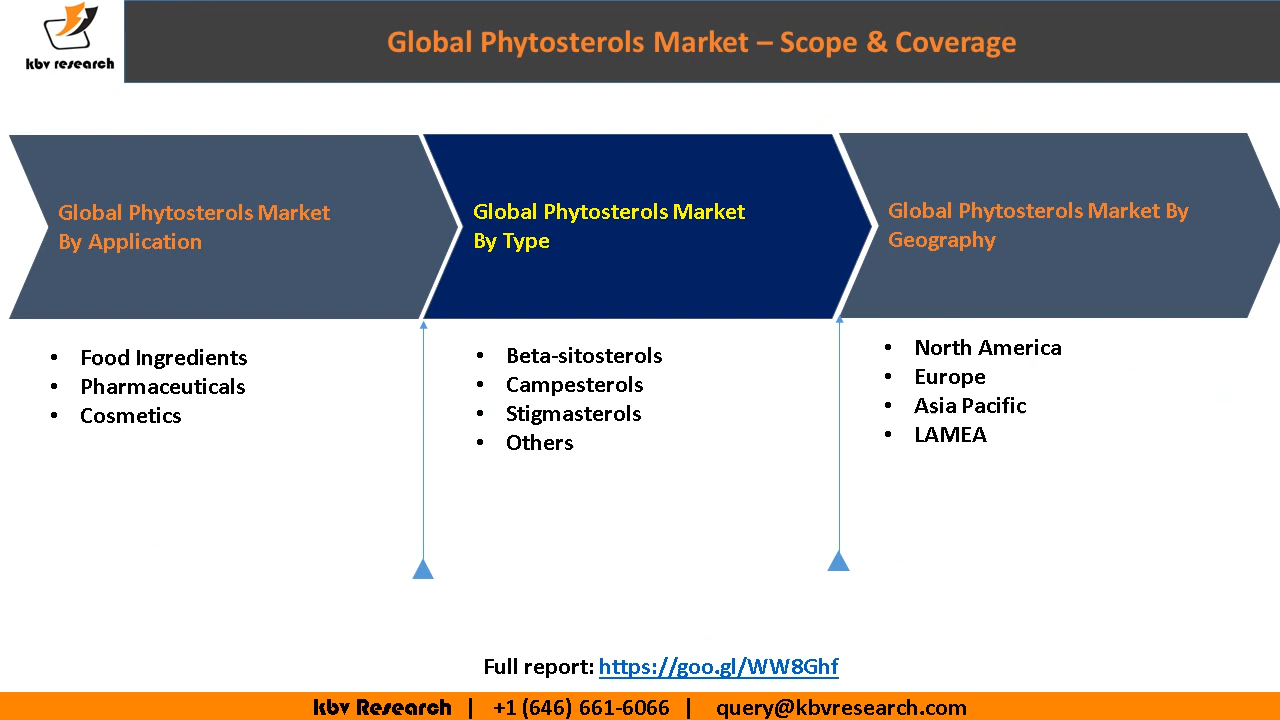 kbv research
Global Phytosterols Market – Scope & Coverage
Global Phytosterols Market
By Application
• Food Ingredients
• Pharmaceuticals
• Cosmetics
Global Phytosterols Market
By Type
• Beta-sitosterols
• Campesterols
• Stigmasterols
• Others
Global Phytosterols Market By
Geography
• North America
• Europe
• Asia Pacific
• LAMEA
Full report: https://goo.gl/WW8Ghf
kbv Research | +1 (646) 661-6066 | query@kbvresearch.com